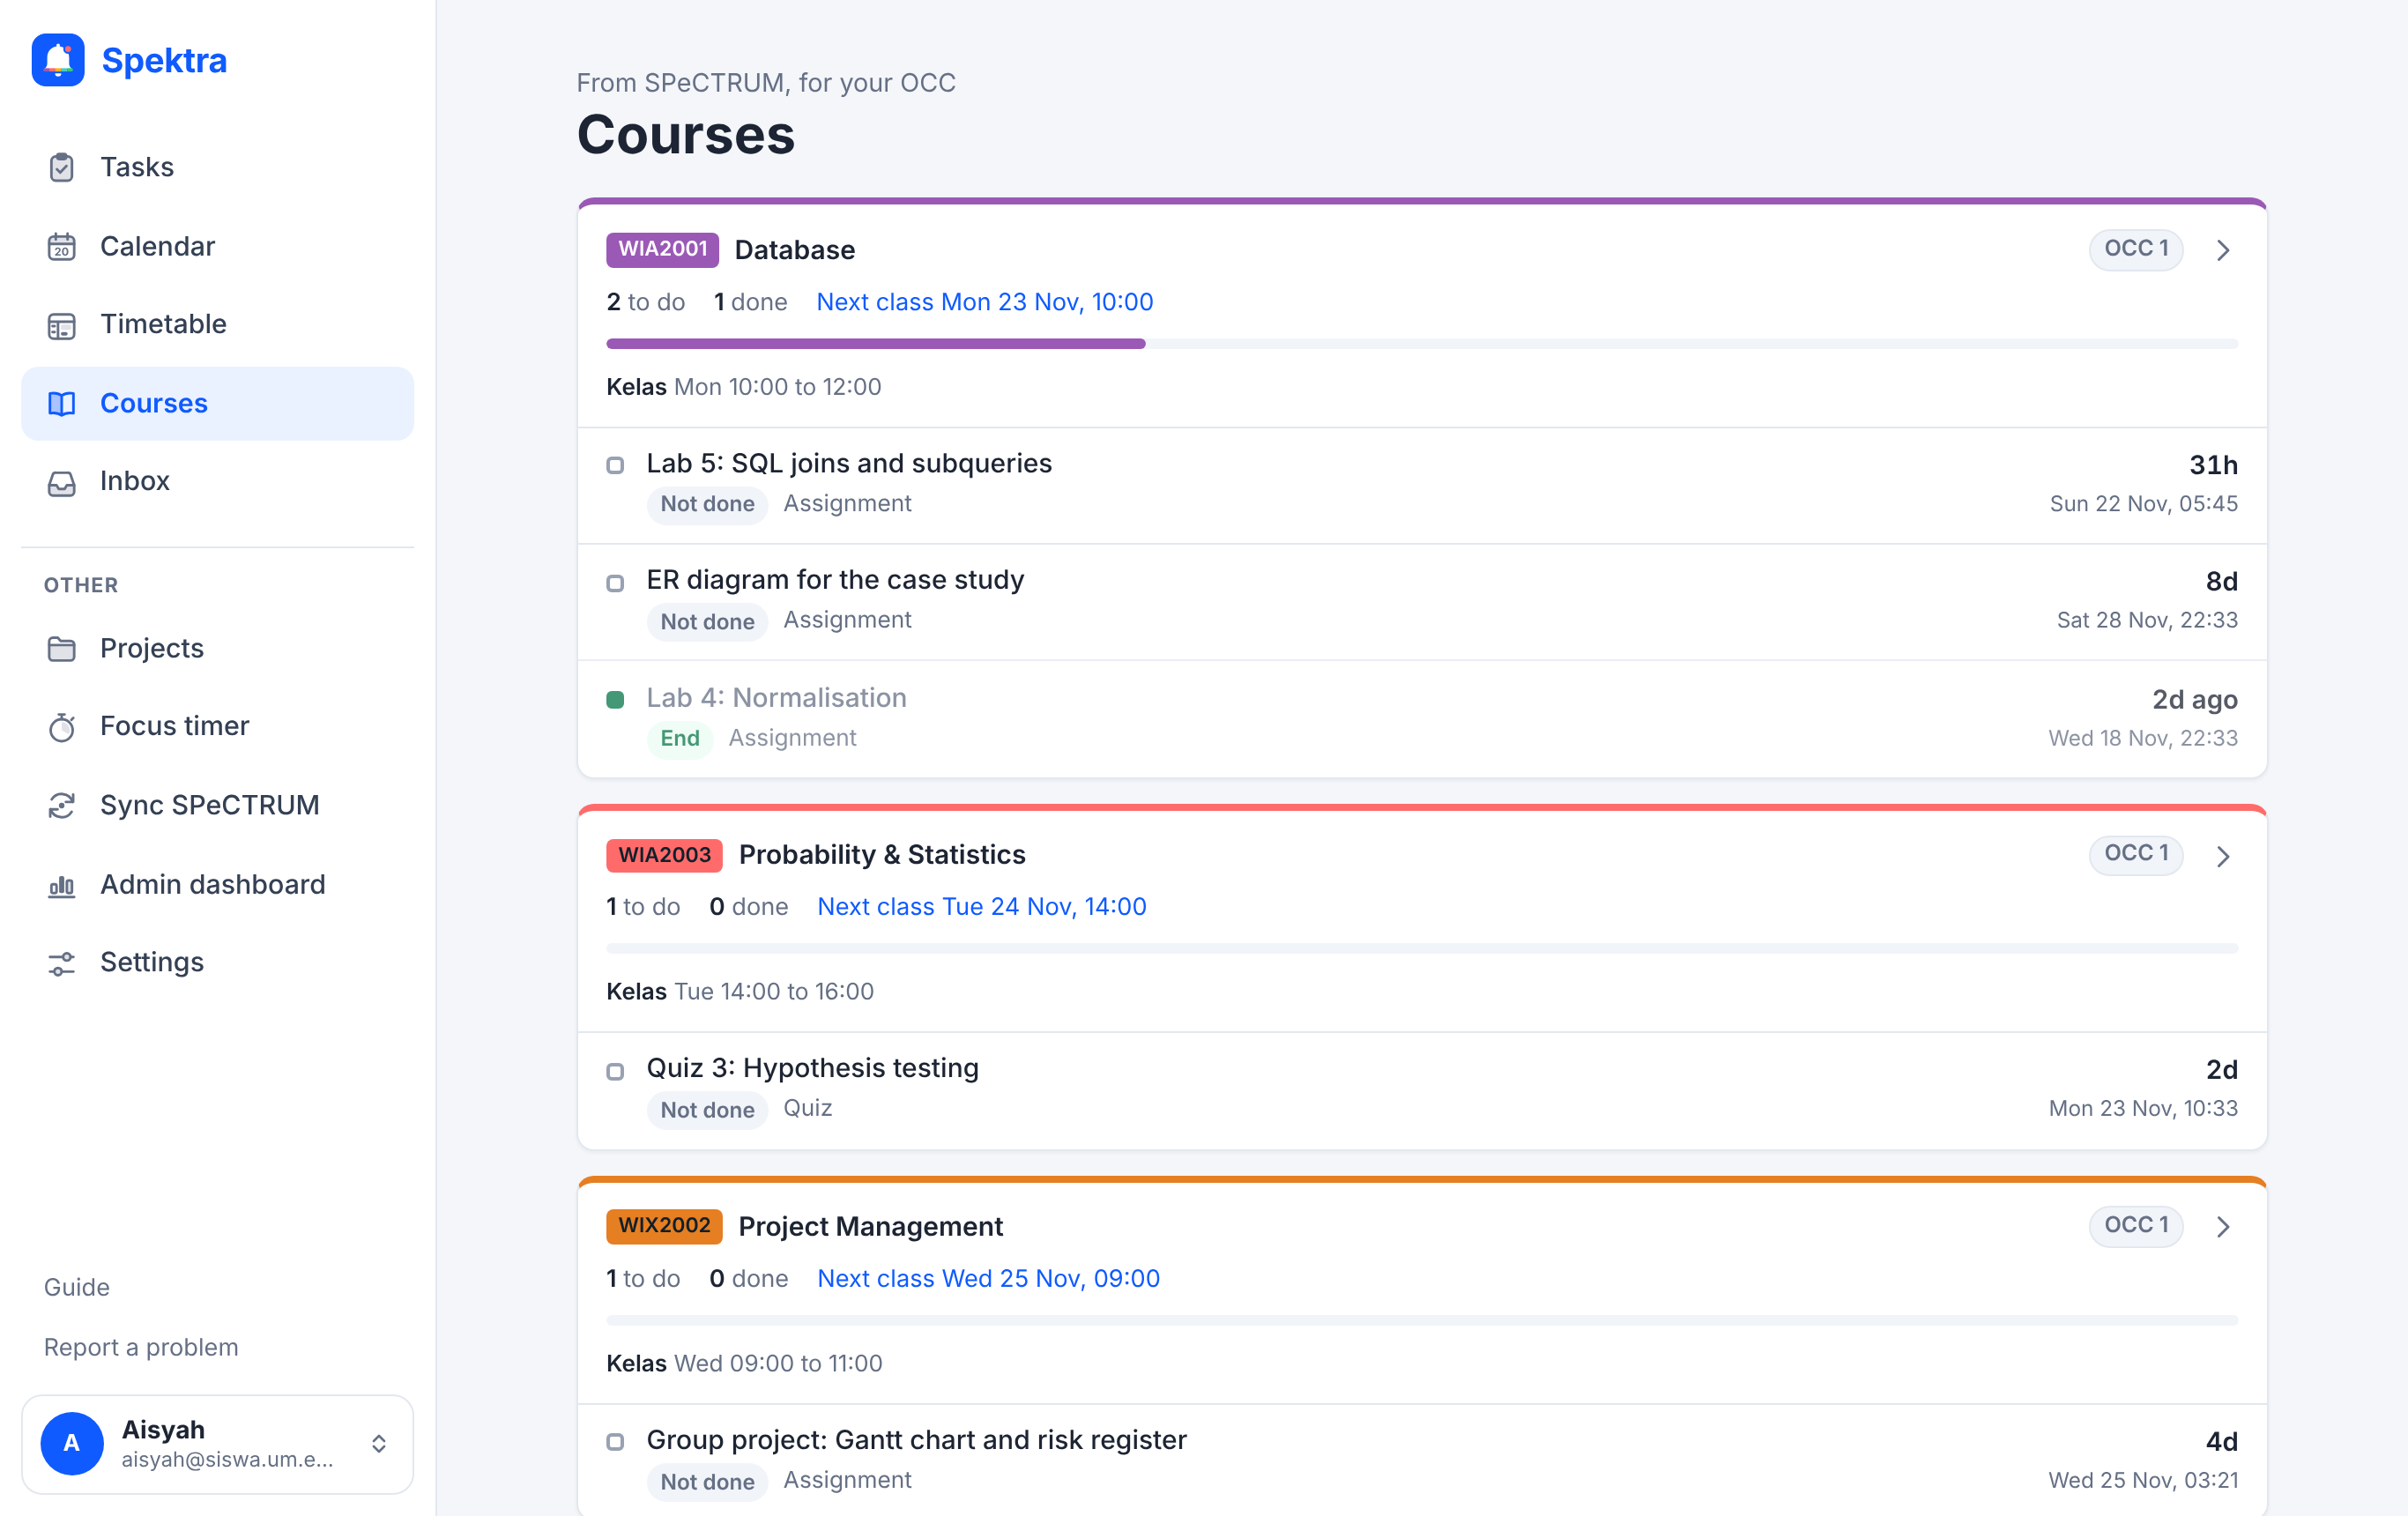 Spektra
Tasks
20
Calendar
Timetable
Courses
Inbox
OTHER
Projects
Focus timer
Sync SPeCTRUM
Admin dashboard
Settings
Guide
Report a problem
A
Aisyah
aisyah@siswa.um.e...
From SPeCTRUM, for your OCC
Courses
WIA2001 Database OCC 1
2 to do 1 done Next class Mon 23 Nov, 10:00
Kelas Mon 10:00 to 12:00
Lab 5: SQL joins and subqueries 31h
Not done Assignment Sun 22 Nov, 05:45
ER diagram for the case study 8d
Not done Assignment Sat 28 Nov, 22:33
Lab 4: Normalisation 2d ago
End Assignment Wed 18 Nov, 22:33
WIA2003 Probability & Statistics OCC 1
1 to do 0 done Next class Tue 24 Nov, 14:00
Kelas Tue 14:00 to 16:00
Quiz 3: Hypothesis testing 2d
Not done Quiz Mon 23 Nov, 10:33
WIX2002 Project Management OCC 1
1 to do 0 done Next class Wed 25 Nov, 09:00
Kelas Wed 09:00 to 11:00
Group project: Gantt chart and risk register 4d
Not done Assignment Wed 25 Nov, 03:21